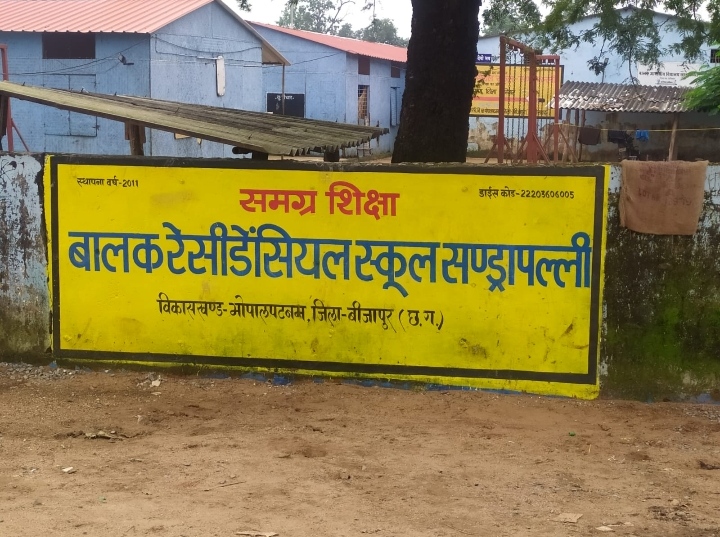 स्थापना वर्ष-2011
डाईस कोड-22203606005
समग्र शिक्षा
बालक रेसीडेंसियल स्कूल सण्ड्रापल्ली
विकासखण्ड-भोपालपटनम, जिला-बीजापुर (छ.ग.)